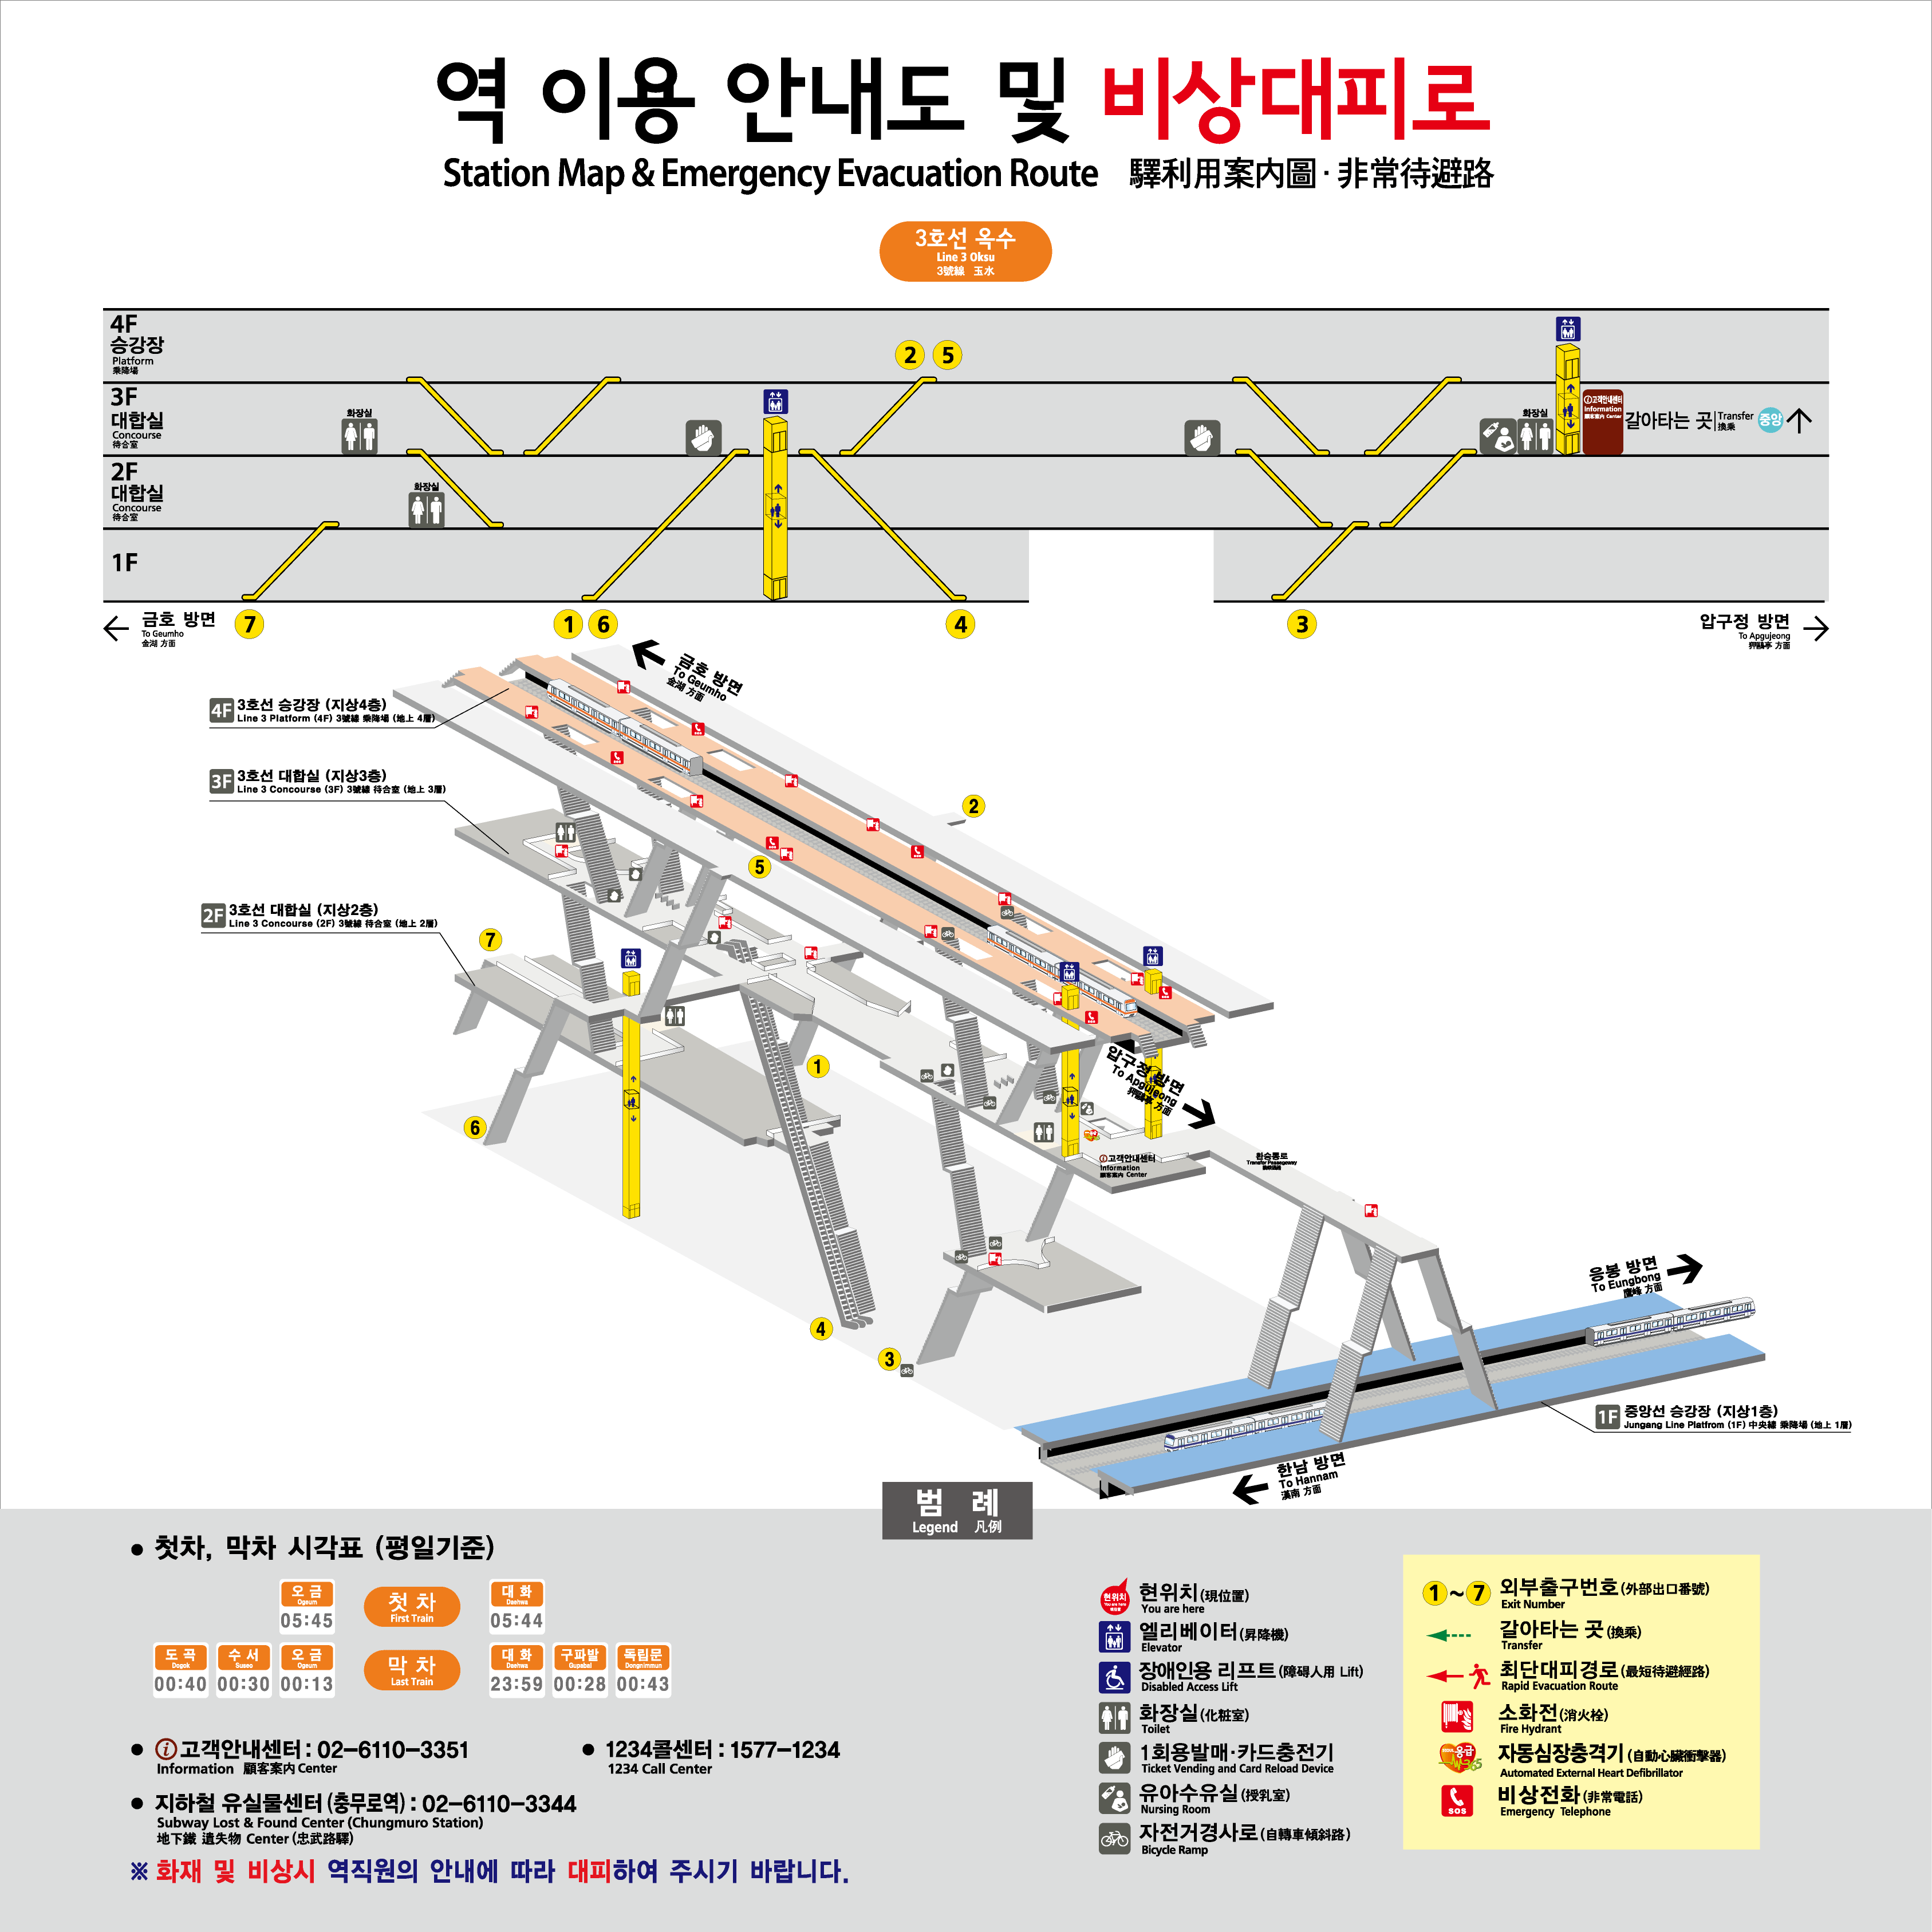 역 이용 안내도 및 비상대피로
Station Map & Emergency Evacuation Route 驛利用案内圖·非常待避路
3호선 옥수
Line 3 Oksu
3號線 玉水
4F
승강장
Platform
乘降場
2 5
3F
대합실
Concourse
待合室
화장실
화장실
고객안내센터
Information
顧客案內 Center
갈아타는 곳
Transfer
換乘
중앙
2F
대합실
Concourse
待合室
화장실
1F
금호 방면
To Geumho
金湖 方面
7
1 6
4
3
압구정 방면
To Apgujeong
狎鷗亭 方面
금호 방면
To Geumho
金湖 方面
4F
3호선 승강장 (지상4층)
Line 3 Platform (4F) 3號線 乘降場 (地上 4層)
3F
3호선 대합실 (지상3층)
Line 3 Concourse (3F) 3號線 待合室 (地上 3層)
2F
3호선 대합실 (지상2층)
Line 3 Concourse (2F) 3號線 待合室 (地上 2層)
2
5
7
1
6
4
3
압구정 방면
To Apgujeong
狎鷗亭 方面
고객안내센터
Information
顧客案內 Center
환승통로
Transfer Passageway
응봉 방면
To Eungbong
鷹峰 方面
1F
중앙선 승강장 (지상1층)
Jungang Line Platfrom (1F) 中央線 乘降場 (地上 1層)
한남 방면
To Hannam
漢南 方面
범 례
Legend 凡例
● 첫차, 막차 시각표 (평일기준)
오 금
Ogeum
05:45
첫 차
First Train
대 화
Daehwa
05:44
도 곡
Dogok
00:40
수 서
Suseo
00:30
오 금
Ogeum
00:13
막 차
Last Train
대 화
Daehwa
23:59
구파발
Gupabal
00:28
독립문
Dongnimmun
00:43
● 고객안내센터 : 02-6110-3351
Information 顧客案內 Center
● 1234콜센터 : 1577-1234
1234 Call Center
● 지하철 유실물센터 (충무로역) : 02-6110-3344
Subway Lost & Found Center (Chungmuro Station)
地下鐵 遺失物 Center (忠武路驛)
※ 화재 및 비상시 역직원의 안내에 따라 대피하여 주시기 바랍니다.
현위치
You are here
現位置
현위치 (現位置)
You are here
엘리베이터 (昇降機)
Elevator
장애인용 리프트 (障碍人用 Lift)
Disabled Access Lift
화장실 (化粧室)
Toilet
1회용발매·카드충전기
Ticket Vending and Card Reload Device
유아수유실 (授乳室)
Nursing Room
자전거경사로 (自轉車傾斜路)
Bicycle Ramp
1 ~ 7 외부출구번호 (外部出口番號)
Exit Number
갈아타는 곳 (換乘)
Transfer
최단대피경로 (最短待避經路)
Rapid Evacuation Route
소화전 (消火栓)
Fire Hydrant
응급
365
자동심장충격기 (自動心臟衝擊器)
Automated External Heart Defibrillator
SOS
비상전화 (非常電話)
Emergency Telephone